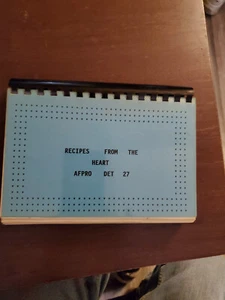 RECIPES FROM THE
HEART
AFPRO DET 27